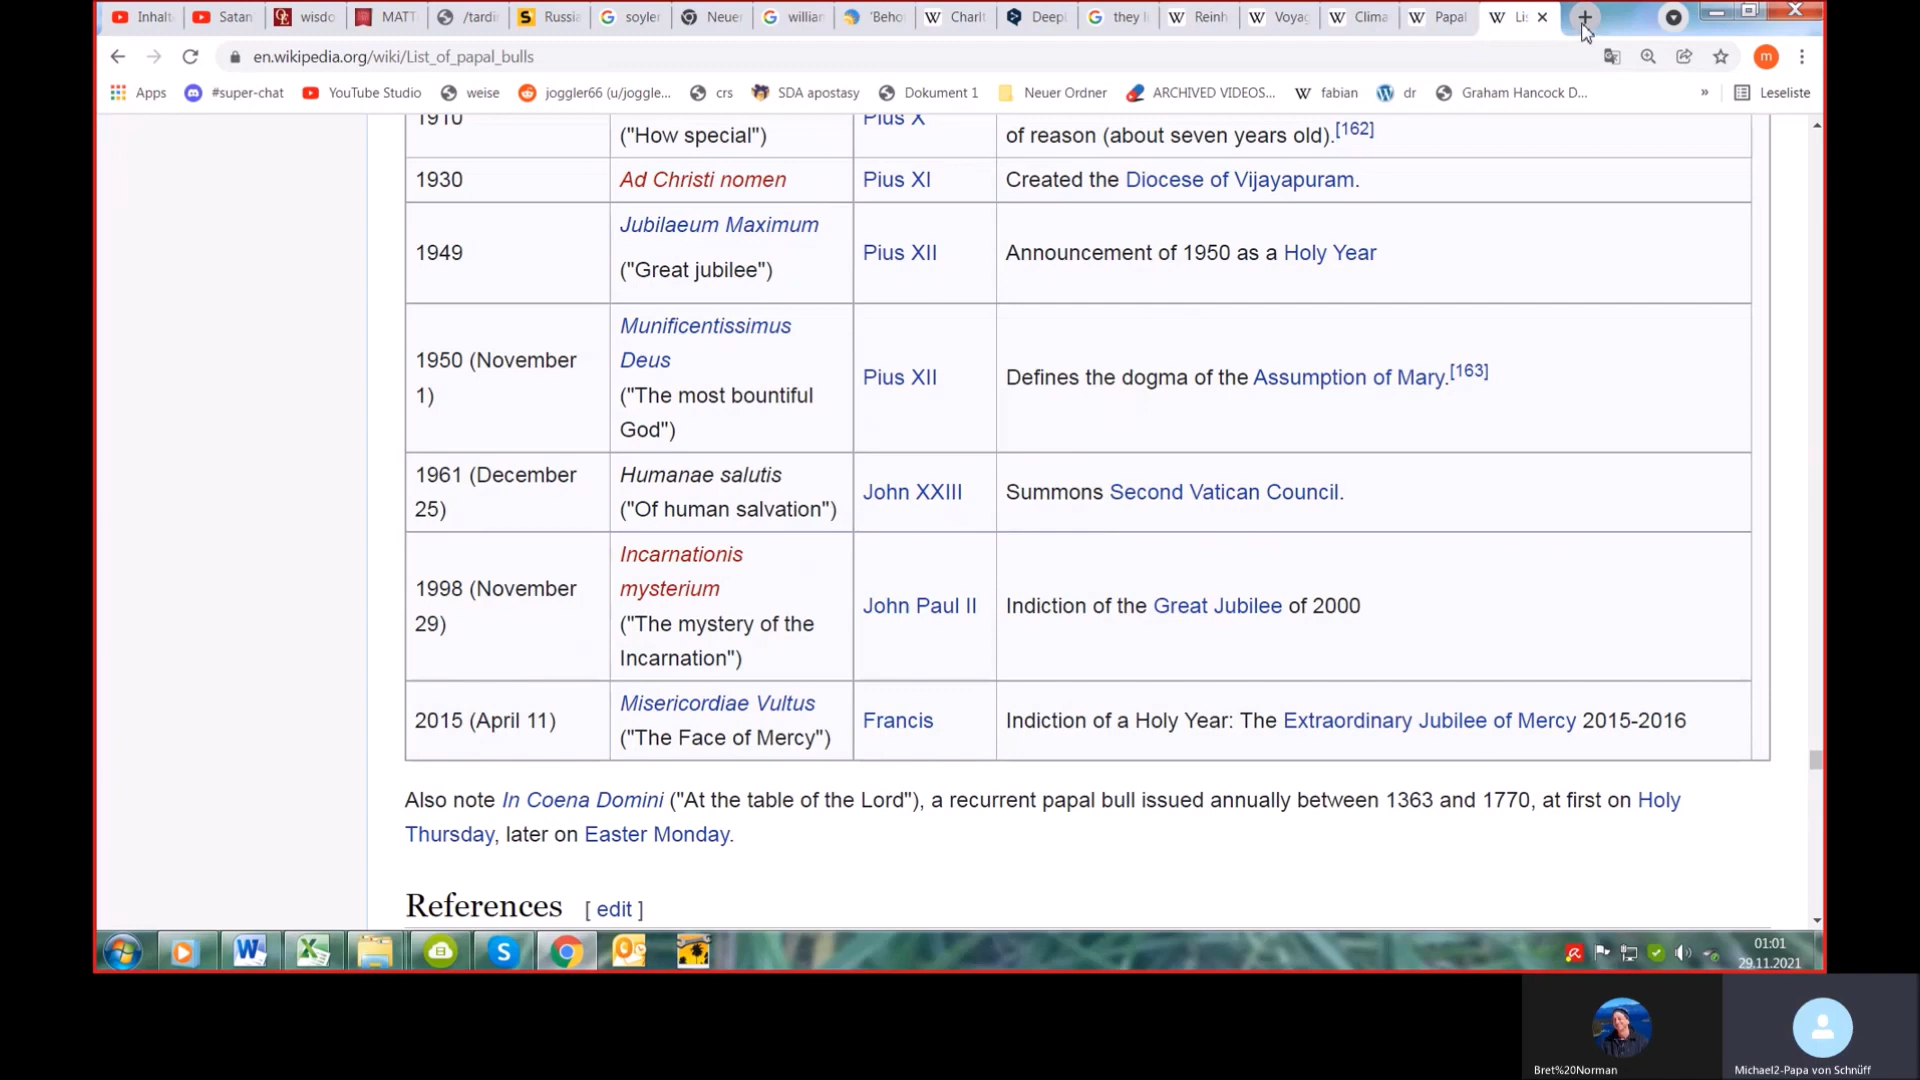 Inhalt Satan wisdo MATT /tardi Russia soyler Neuer william 'Beho Charlt Deepl they l Reinh Voyag Clima Papal Lis
en.wikipedia.org/wiki/List_of_papal_bulls m
Apps #super-chat YouTube Studio weise joggler66 (u/joggle... crs SDA apostasy Dokument 1 Neuer Ordner ARCHIVED VIDEOS... fabian dr Graham Hancock D... » Leseliste
1910 Pius X
("How special") of reason (about seven years old).[162]
1930 Ad Christi nomen Pius XI Created the Diocese of Vijayapuram.
Jubilaeum Maximum
1949 Pius XII Announcement of 1950 as a Holy Year
("Great jubilee")
Munificentissimus
1950 (November Deus
Pius XII Defines the dogma of the Assumption of Mary.[163]
1) ("The most bountiful
God")
1961 (December Humanae salutis
John XXIII Summons Second Vatican Council.
25) ("Of human salvation")
Incarnationis
1998 (November mysterium
John Paul II Indiction of the Great Jubilee of 2000
29) ("The mystery of the
Incarnation")
Misericordiae Vultus
2015 (April 11) Francis Indiction of a Holy Year: The Extraordinary Jubilee of Mercy 2015-2016
("The Face of Mercy")
Also note In Coena Domini ("At the table of the Lord"), a recurrent papal bull issued annually between 1363 and 1770, at first on Holy
Thursday, later on Easter Monday.
References [ edit ]
01:01
29.11.2021
Bret%20Norman Michael2-Papa von Schnüff